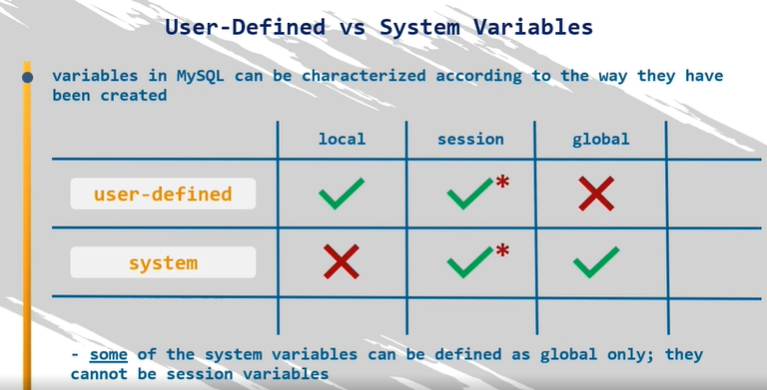 User-Defined vs System Variables
variables in MySQL can be characterized according to the way they have
been created
local session global
user-defined * 
system *
- some of the system variables can be defined as global only; they
cannot be session variables